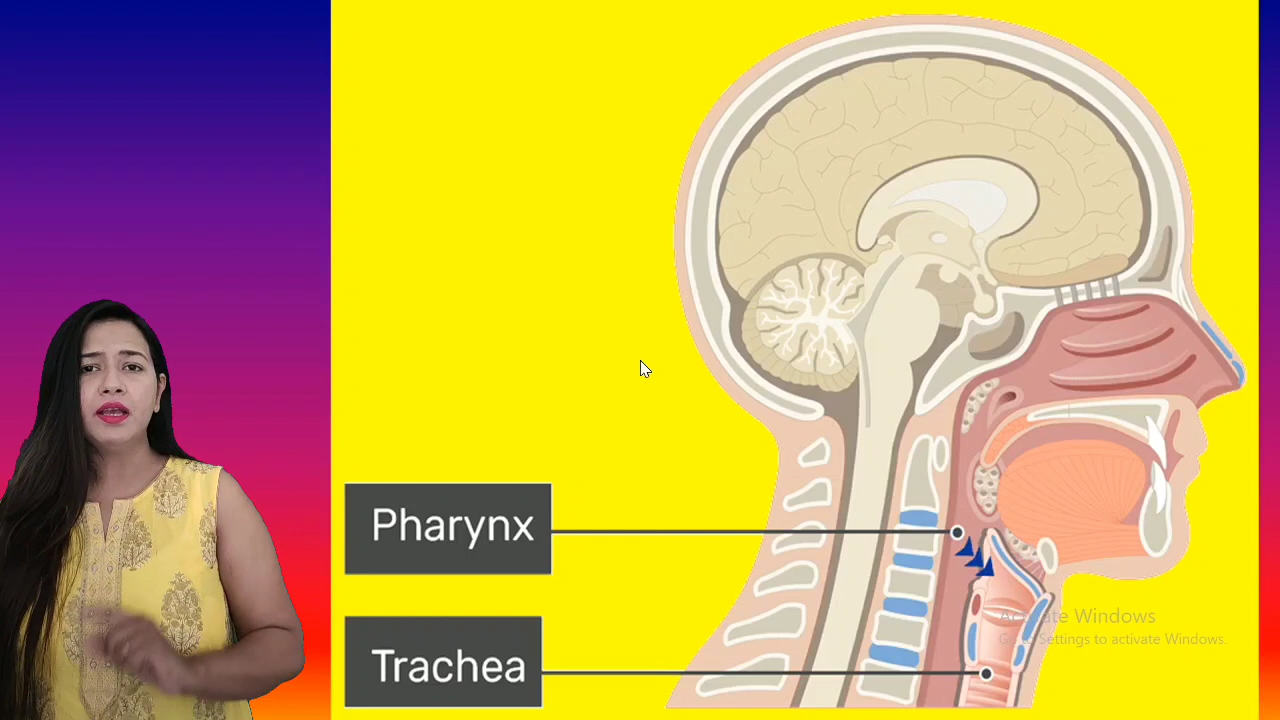 Pharynx
Trachea
Activate Windows
Go to Settings to activate Windows.